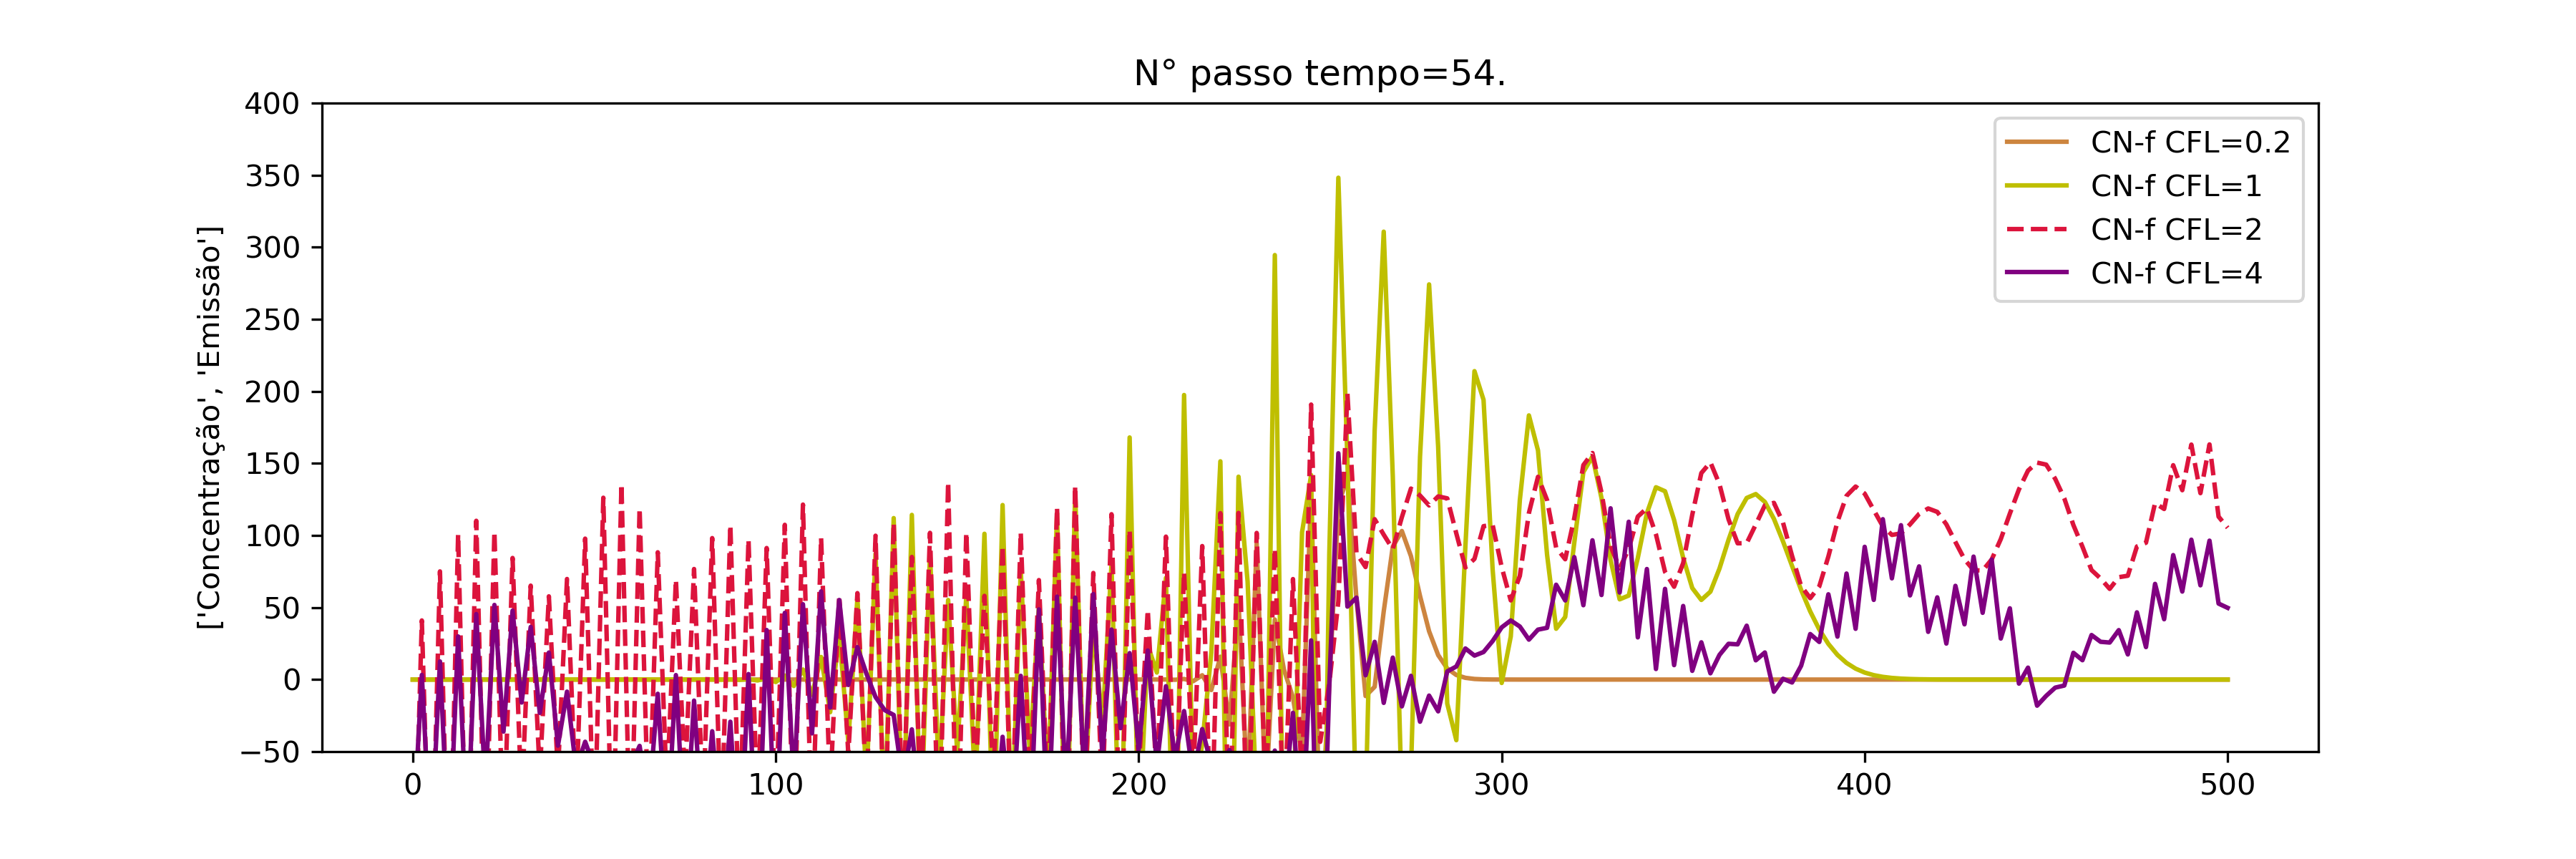 N° passo tempo=54.
['Concentração', 'Emissão']
400
350
300
250
200
150
100
50
0
−50
0
100
200
300
400
500
CN-f CFL=0.2
CN-f CFL=1
CN-f CFL=2
CN-f CFL=4